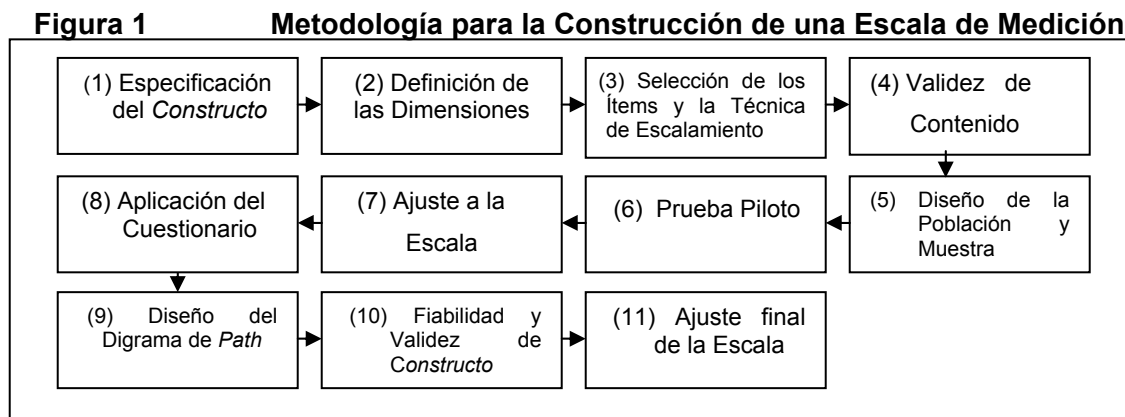 Figura 1 Metodología para la Construcción de una Escala de Medición
(1) Especificación
del Constructo
(2) Definición de
las Dimensiones
(3) Selección de los
Ítems y la Técnica
de Escalamiento
(4) Validez de
Contenido
(8) Aplicación del
Cuestionario
(7) Ajuste a la
Escala
(6) Prueba Piloto
(5) Diseño de la
Población y
Muestra
(9) Diseño del
Digrama de Path
(10) Fiabilidad y
Validez de
Constructo
(11) Ajuste final
de la Escala